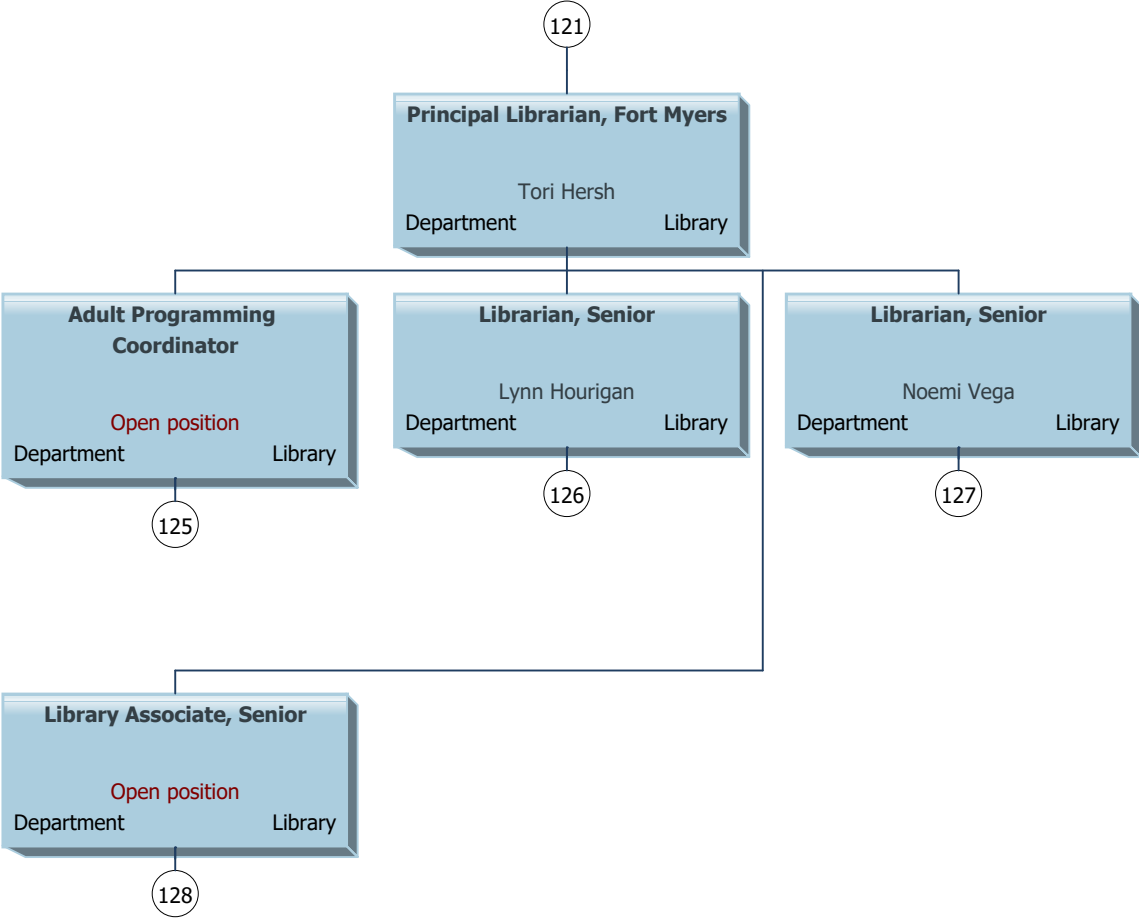 121
Principal Librarian, Fort Myers
Tori Hersh
Department Library
Adult Programming
Coordinator
Open position
Department Library
125
Librarian, Senior
Lynn Hourigan
Department Library
126
Librarian, Senior
Noemi Vega
Department Library
127
Library Associate, Senior
Open position
Department Library
128